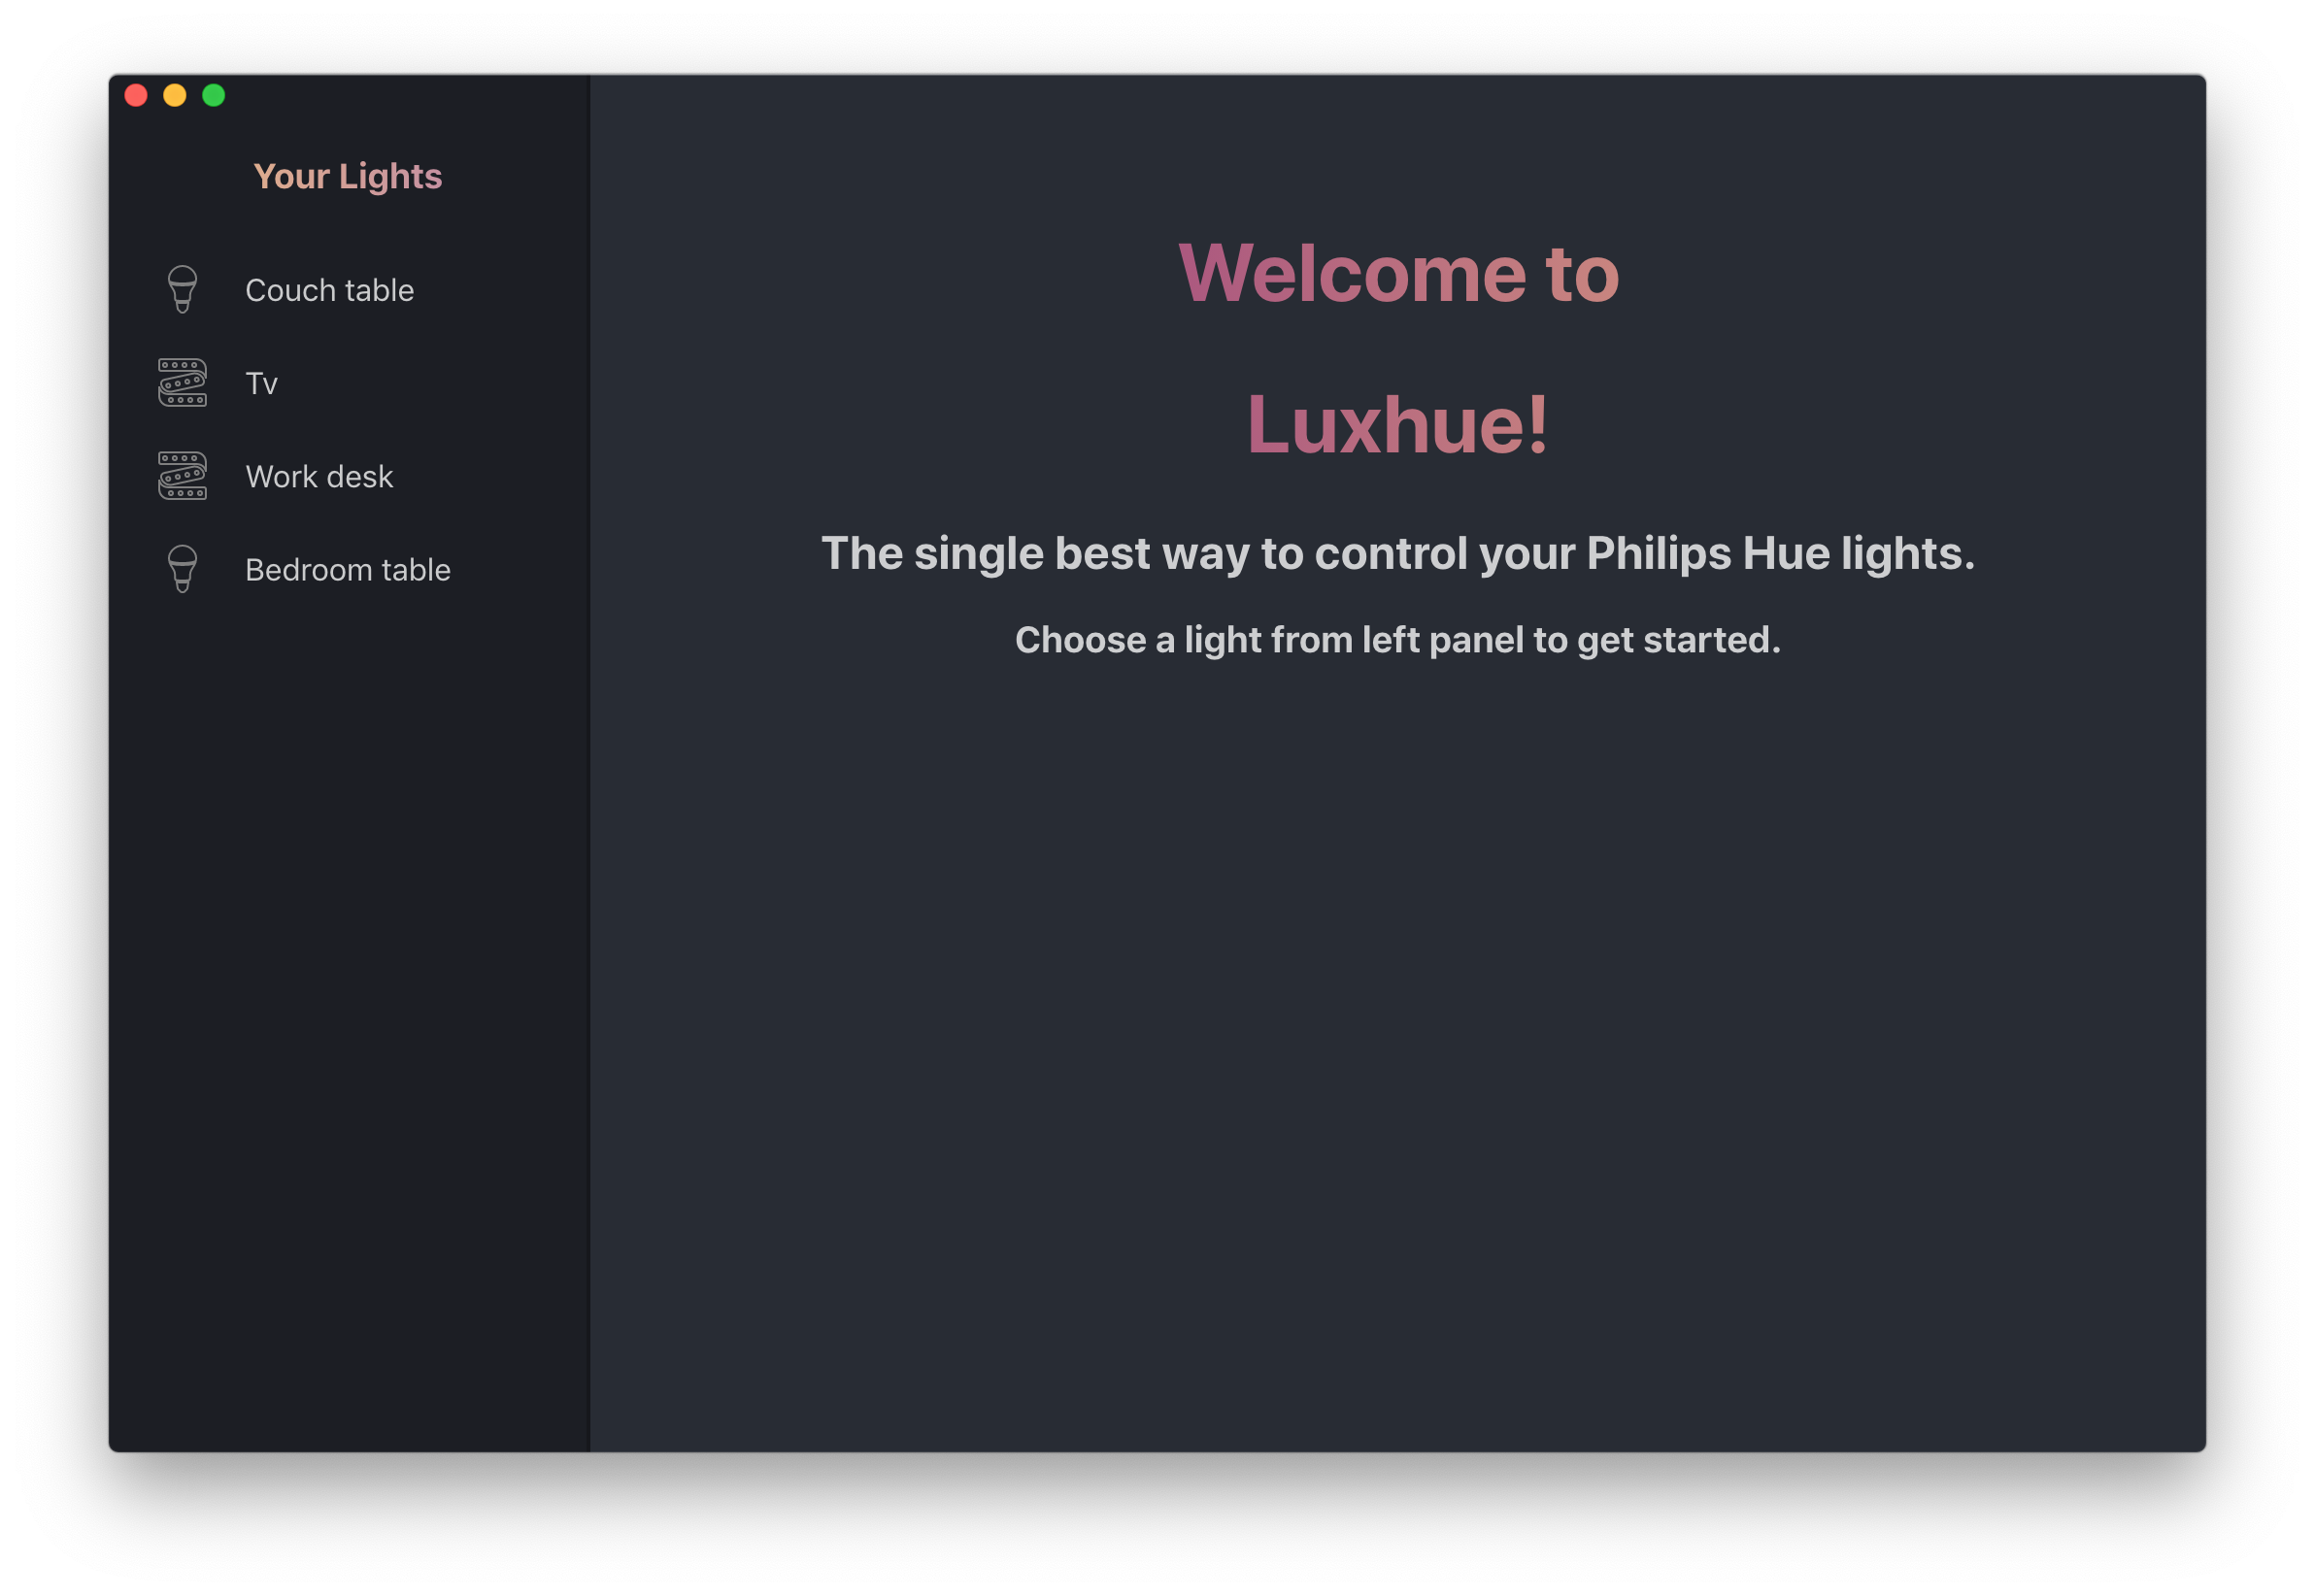 Your Lights
Couch table
Tv
Work desk
Bedroom table
Welcome to
Luxhue!
The single best way to control your Philips Hue lights.
Choose a light from left panel to get started.